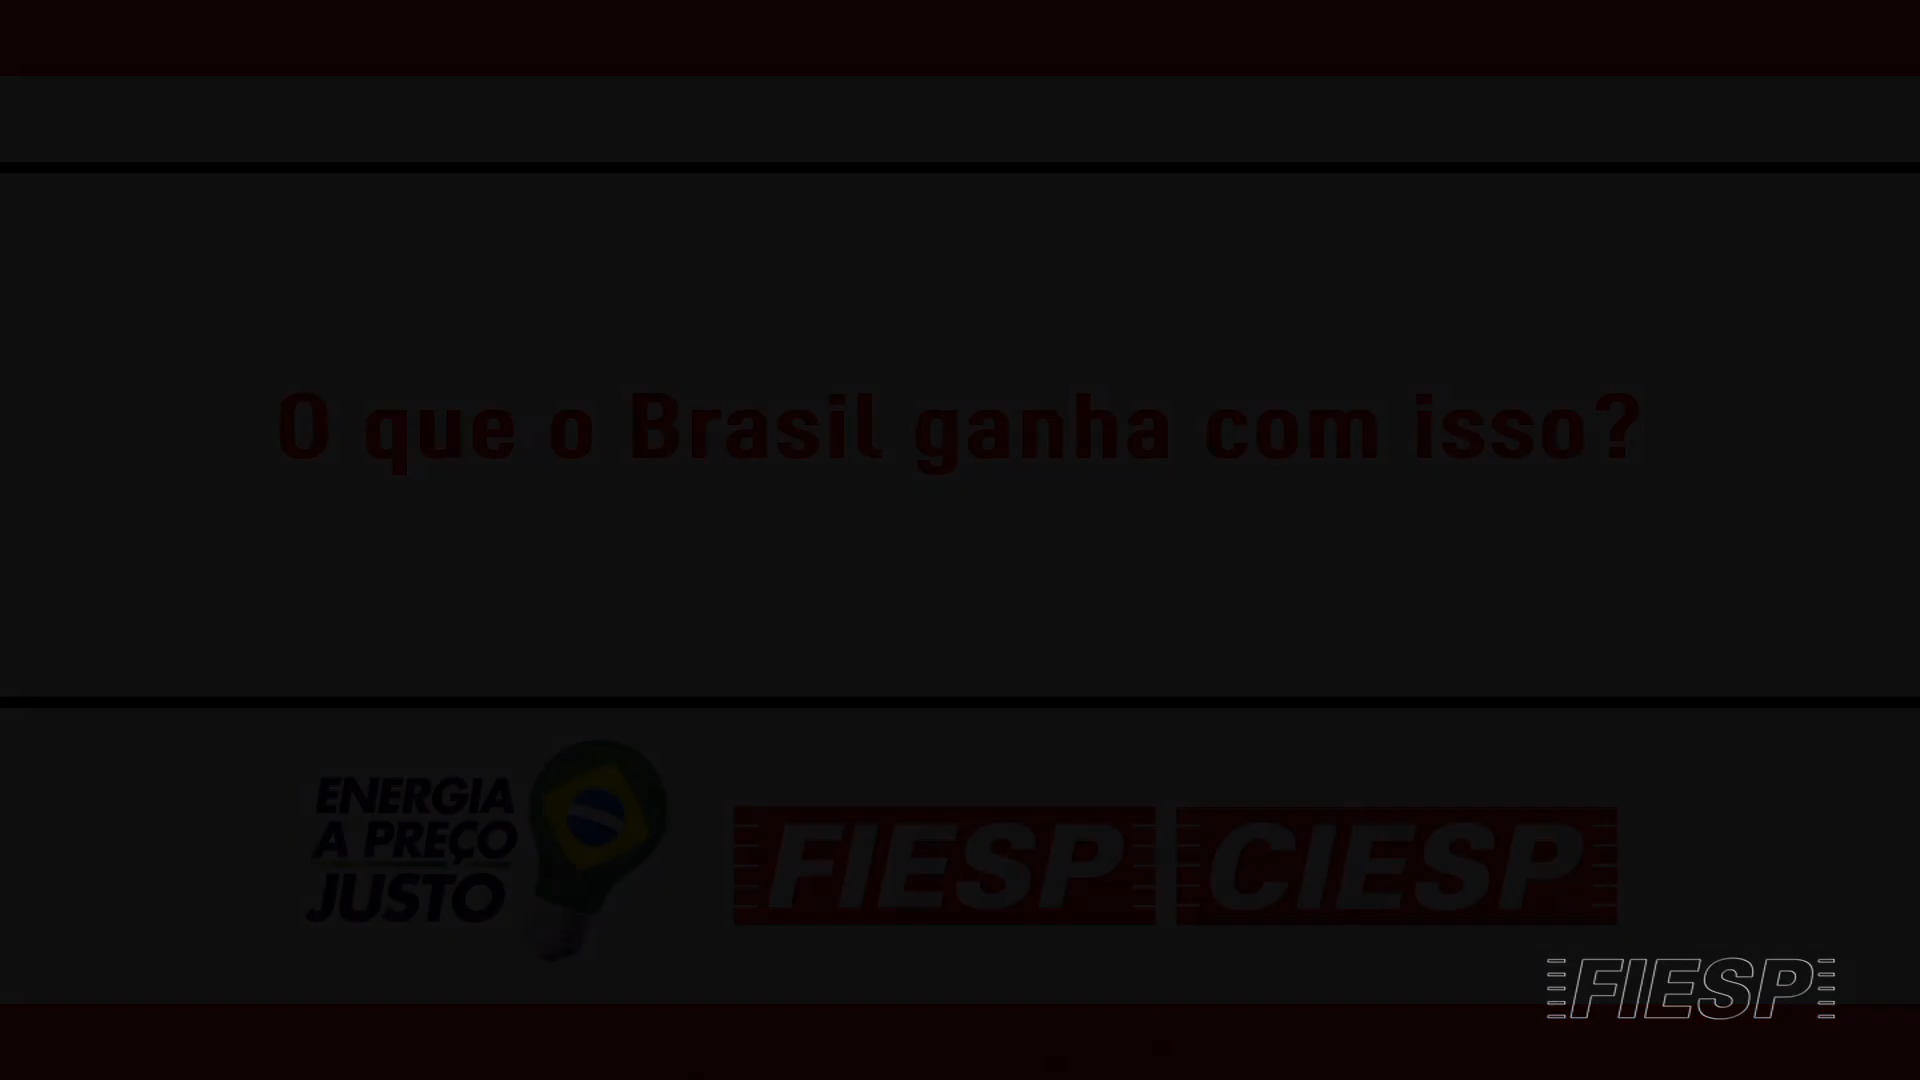 O que o Brasil ganha com isso?
ENERGIA
A PREÇO
JUSTO
FIESP
CIESP
FIESP